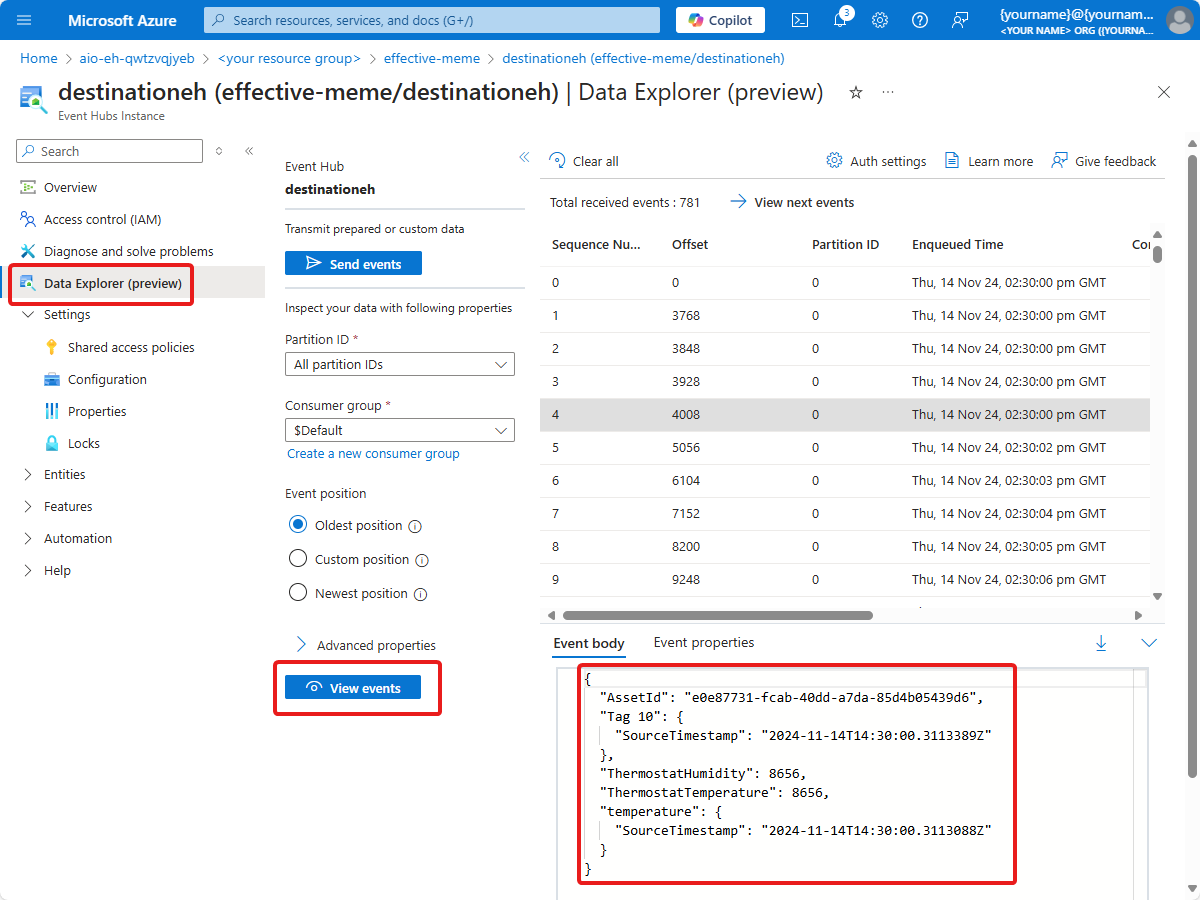 Microsoft Azure
Search resources, services, and docs (G+/)
Copilot
3
{yourname}@{yournam...
<YOUR NAME> ORG ({YOURNA...
Home > aio-eh-qwtzvqjyeb > <your resource group> > effective-meme > destinationeh (effective-meme/destinationeh)
destinationeh (effective-meme/destinationeh) | Data Explorer (preview)
Event Hubs Instance
Search
Overview
Access control (IAM)
Diagnose and solve problems
Data Explorer (preview)
Settings
Shared access policies
Configuration
Properties
Locks
Entities
Features
Automation
Help
Event Hub
destinationeh
Transmit prepared or custom data
Send events
Inspect your data with following properties
Partition ID *
All partition IDs
Consumer group *
$Default
Create a new consumer group
Event position
Oldest position
Custom position
Newest position
Advanced properties
View events
Clear all
Auth settings
Learn more
Give feedback
Total received events : 781
View next events
Sequence Nu... Offset Partition ID Enqueued Time Co
0 0 0 Thu, 14 Nov 24, 02:30:00 pm GMT
1 3768 0 Thu, 14 Nov 24, 02:30:00 pm GMT
2 3848 0 Thu, 14 Nov 24, 02:30:00 pm GMT
3 3928 0 Thu, 14 Nov 24, 02:30:00 pm GMT
4 4008 0 Thu, 14 Nov 24, 02:30:00 pm GMT
5 5056 0 Thu, 14 Nov 24, 02:30:02 pm GMT
6 6104 0 Thu, 14 Nov 24, 02:30:03 pm GMT
7 7152 0 Thu, 14 Nov 24, 02:30:04 pm GMT
8 8200 0 Thu, 14 Nov 24, 02:30:05 pm GMT
9 9248 0 Thu, 14 Nov 24, 02:30:06 pm GMT
Event body
Event properties
{
"AssetId": "e0e87731-fcab-40dd-a7da-85d4b05439d6",
"Tag 10": {
"SourceTimestamp": "2024-11-14T14:30:00.3113389Z"
},
"ThermostatHumidity": 8656,
"ThermostatTemperature": 8656,
"temperature": {
"SourceTimestamp": "2024-11-14T14:30:00.3113088Z"
}
}